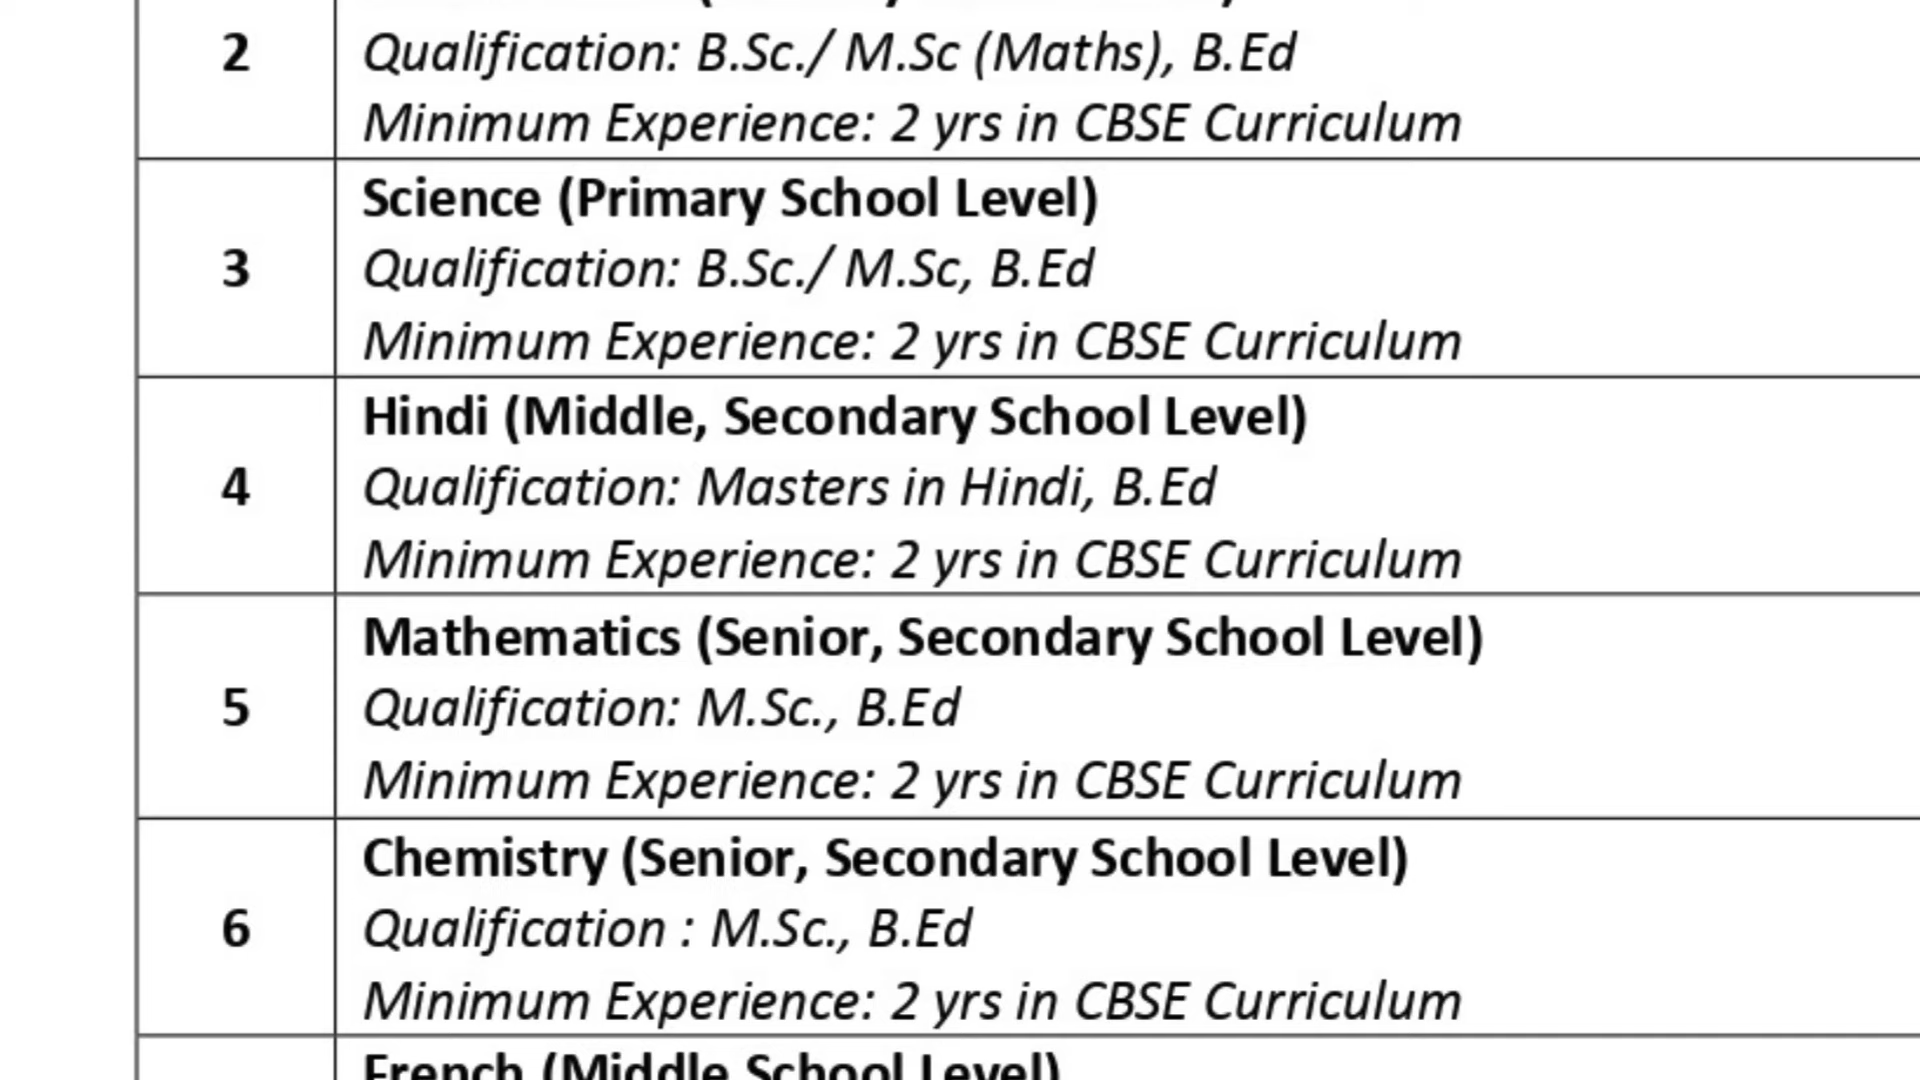 2
Qualification: B.Sc./ M.Sc (Maths), B.Ed
Minimum Experience: 2 yrs in CBSE Curriculum
Science (Primary School Level)
3
Qualification: B.Sc./ M.Sc, B.Ed
Minimum Experience: 2 yrs in CBSE Curriculum
Hindi (Middle, Secondary School Level)
4
Qualification: Masters in Hindi, B.Ed
Minimum Experience: 2 yrs in CBSE Curriculum
Mathematics (Senior, Secondary School Level)
5
Qualification: M.Sc., B.Ed
Minimum Experience: 2 yrs in CBSE Curriculum
Chemistry (Senior, Secondary School Level)
6
Qualification : M.Sc., B.Ed
Minimum Experience: 2 yrs in CBSE Curriculum
French (Middle School Level)